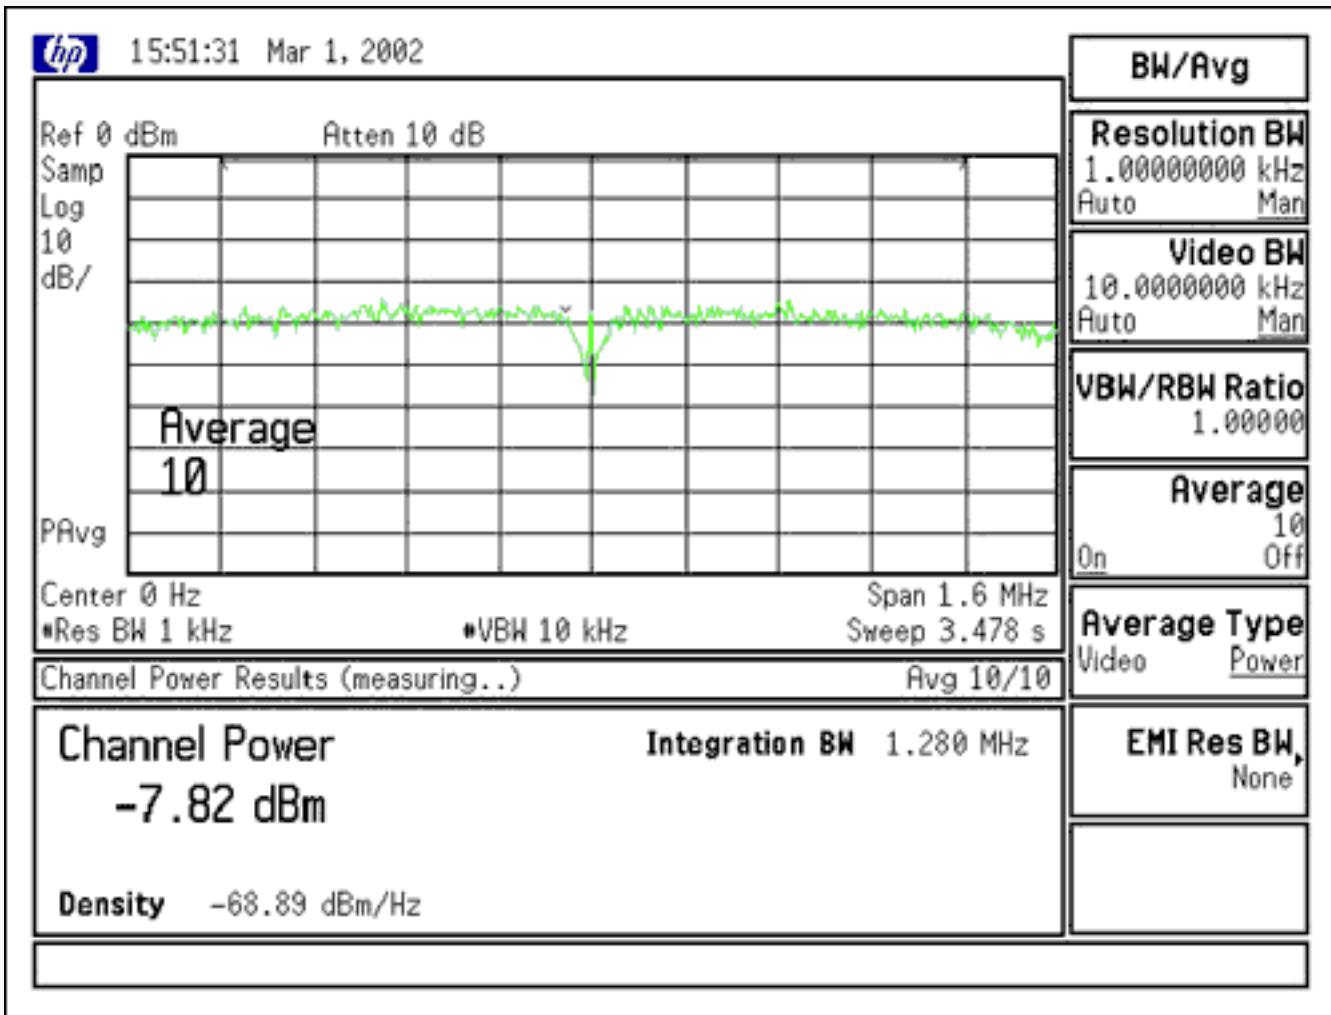 hp 15:51:31 Mar 1, 2002
Ref 0 dBm Atten 10 dB
Samp
Log
10
dB/
Average
10
PAvg
Center 0 Hz Span 1.6 MHz
#Res BW 1 kHz #VBW 10 kHz Sweep 3.478 s
Channel Power Results (measuring..) Avg 10/10
Channel Power Integration BW 1.280 MHz
-7.82 dBm
Density -68.89 dBm/Hz
BW/Avg
Resolution BW
1.00000000 kHz
Auto Man
Video BW
10.0000000 kHz
Auto Man
VBW/RBW Ratio
1.00000
Average
10
On Off
Average Type
Video Power
EMI Res BW
None